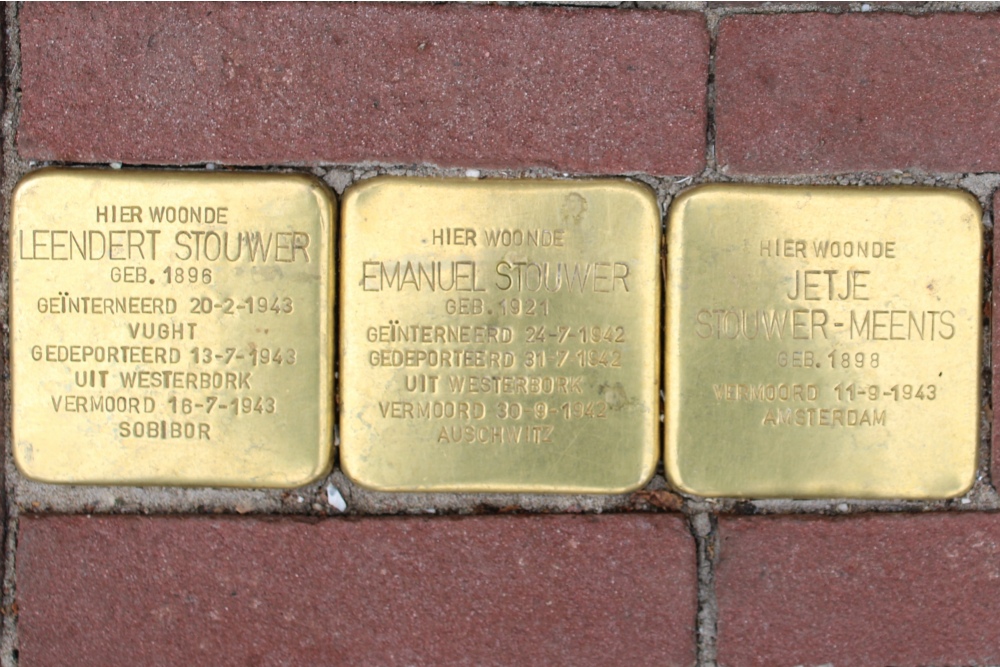 HIER WOONDE
LEENDERT STOUWER
GEB. 1896
GEÏNTERNEERD 20-2-1943
VUGHT
GEDEPORTEERD 13-7-1943
UIT WESTERBORK
VERMOORD 16-7-1943
SOBIBOR
HIER WOONDE
EMANUEL STOUWER
GEB. 1921
GEÏNTERNEERD 24-7-1942
GEDEPORTEERD 31-7-1942
UIT WESTERBORK
VERMOORD 30-9-1942
AUSCHWITZ
HIER WOONDE
JETJE
STOUWER-MEENTS
GEB. 1898
VERMOORD 11-9-1943
AMSTERDAM